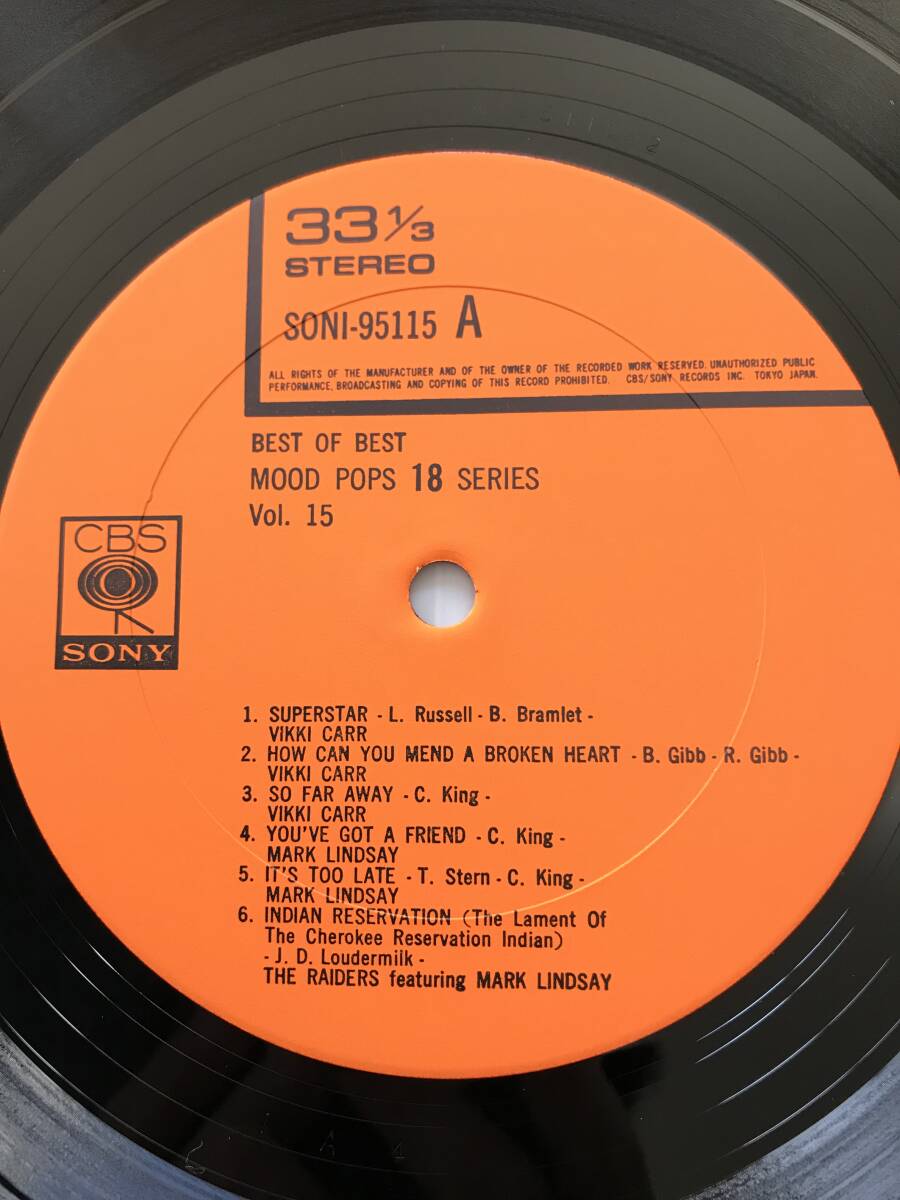 33 1/3
STEREO
SONI-95115 A
ALL RIGHTS OF THE MANUFACTURER AND OF THE OWNER OF THE RECORDED WORK RESERVED. UNAUTHORIZED PUBLIC
PERFORMANCE, BROADCASTING AND COPYING OF THIS RECORD PROHIBITED. CBS/SONY RECORDS INC. TOKYO JAPAN.
BEST OF BEST
MOOD POPS 18 SERIES
Vol. 15
CBS
SONY
1. SUPERSTAR - L. Russell - B. Bramlet -
VIKKI CARR
2. HOW CAN YOU MEND A BROKEN HEART - B. Gibb - R. Gibb -
VIKKI CARR
3. SO FAR AWAY - C. King -
VIKKI CARR
4. YOU'VE GOT A FRIEND - C. King -
MARK LINDSAY
5. IT'S TOO LATE - T. Stern - C. King -
MARK LINDSAY
6. INDIAN RESERVATION (The Lament Of
The Cherokee Reservation Indian)
- J. D. Loudermilk -
THE RAIDERS featuring MARK LINDSAY